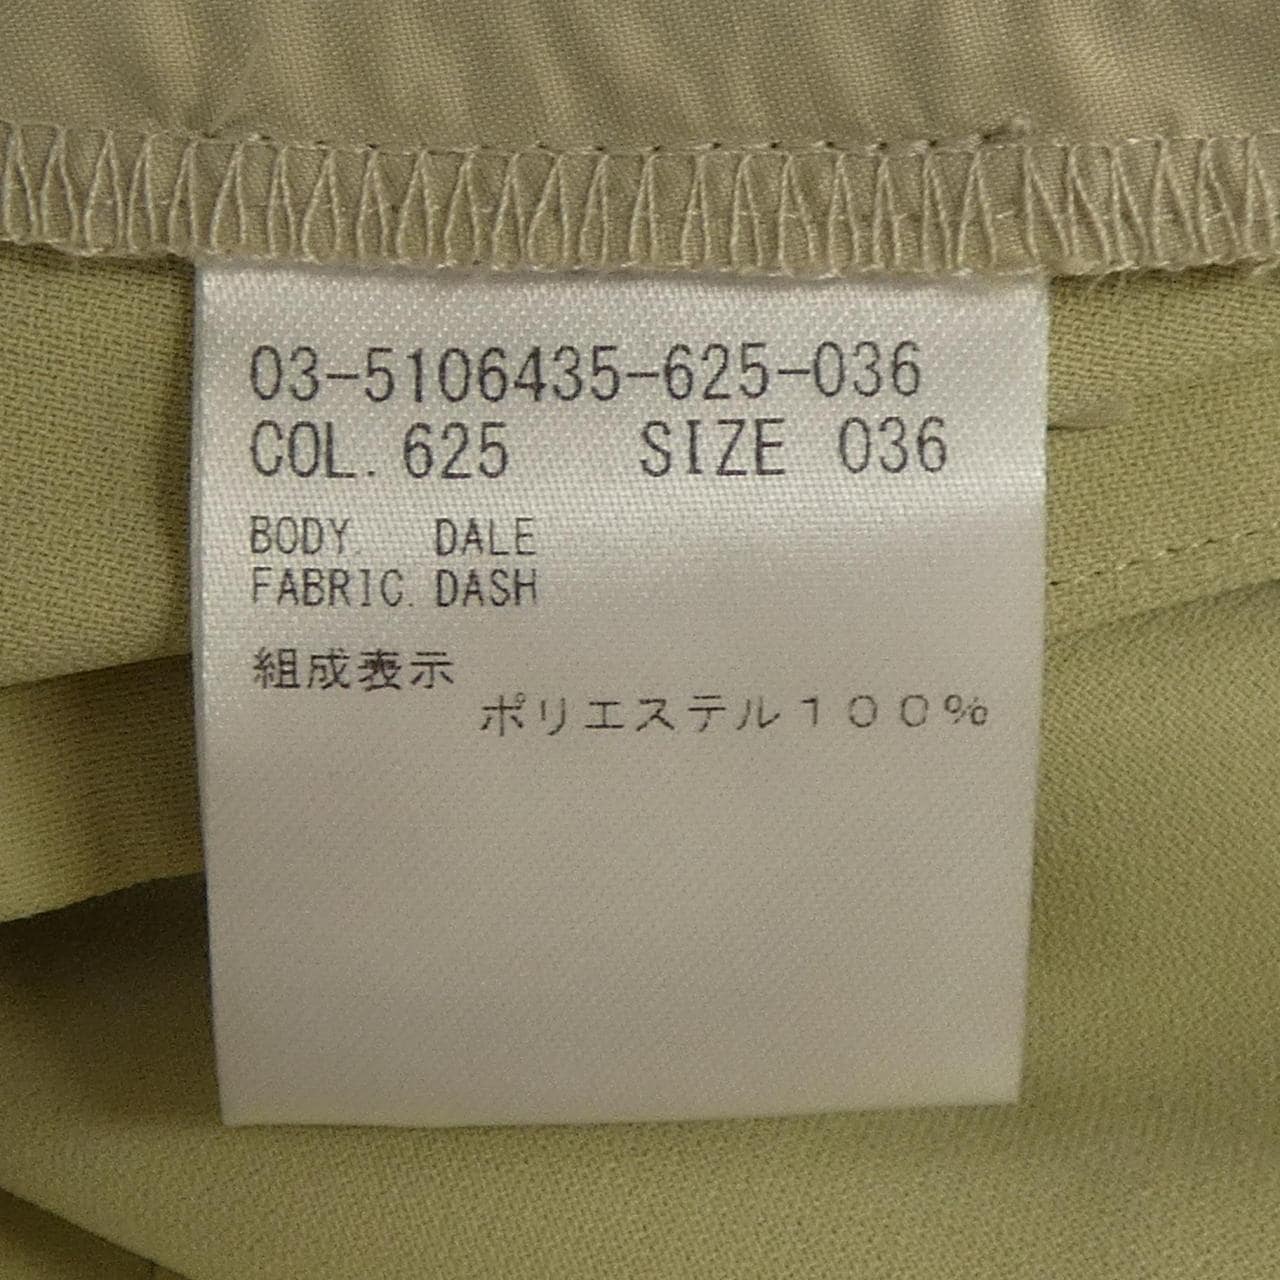 03-5106435-625-036
COL. 625 SIZE 036
BODY. DALE
FABRIC. DASH
組成表示
ポリエステル１００％